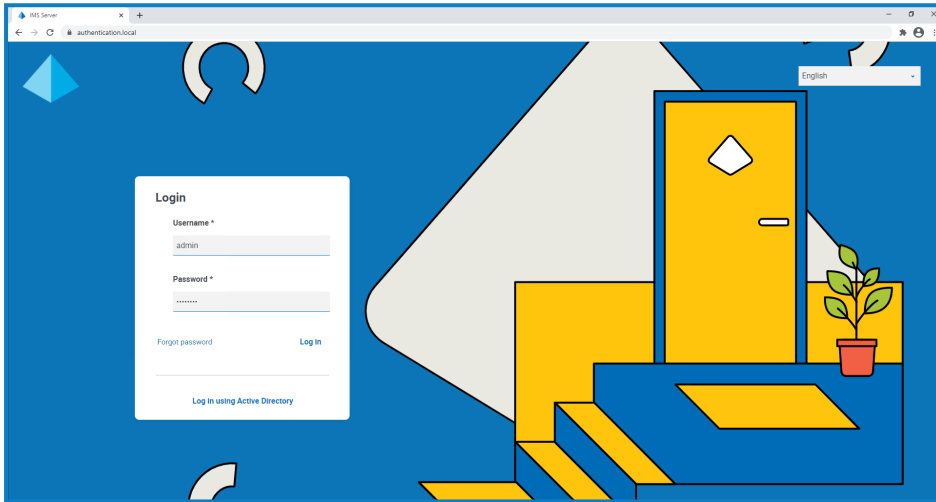 IMS Server
authentication.local
English
Login
Username *
admin
Password *
········
Forgot password
Log in
Log in using Active Directory